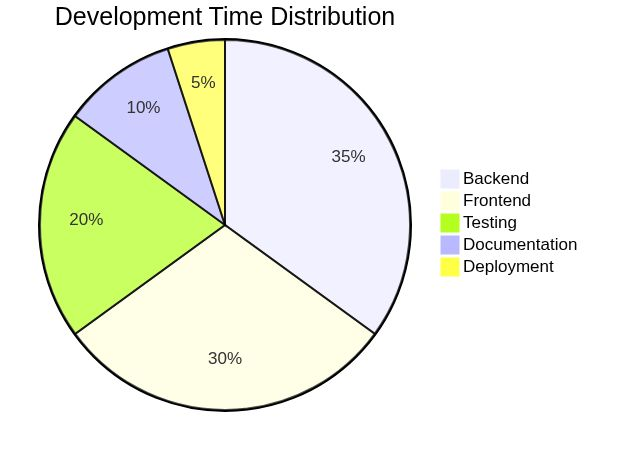 Development Time Distribution
5%
10%
35%
20%
30%
Backend
Frontend
Testing
Documentation
Deployment